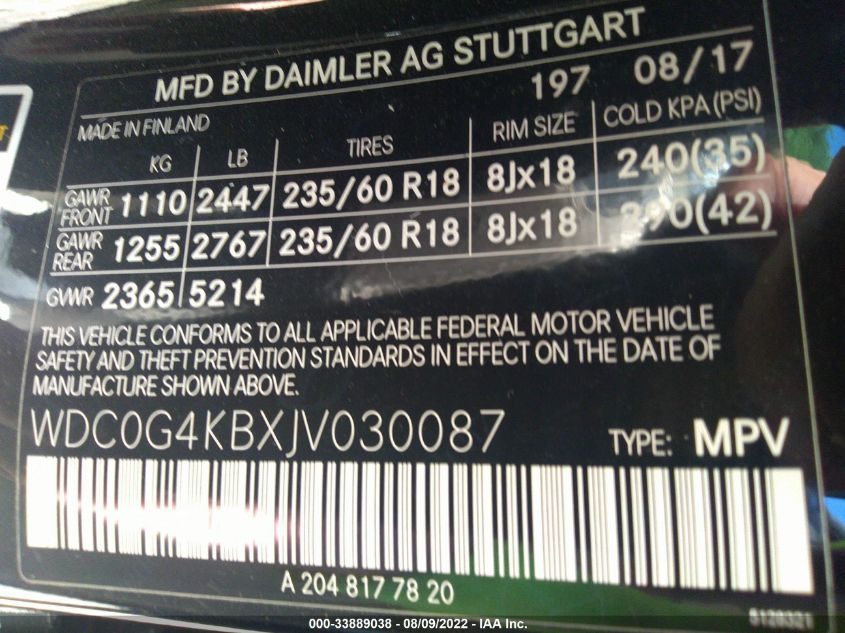 MFD BY DAIMLER AG STUTTGART
197 08/17
MADE IN FINLAND
KG LB TIRES RIM SIZE COLD KPA (PSI)
GAWR FRONT 1110 2447 235/60 R18 8Jx18 240(35)
GAWR REAR 1255 2767 235/60 R18 8Jx18 290(42)
GVWR 2365 5214
THIS VEHICLE CONFORMS TO ALL APPLICABLE FEDERAL MOTOR VEHICLE
SAFETY AND THEFT PREVENTION STANDARDS IN EFFECT ON THE DATE OF
MANUFACTURE SHOWN ABOVE.
WDC0G4KBXJV030087 TYPE: MPV
A 204 817 78 20
5128321
000-33889038 - 08/09/2022 - IAA Inc.